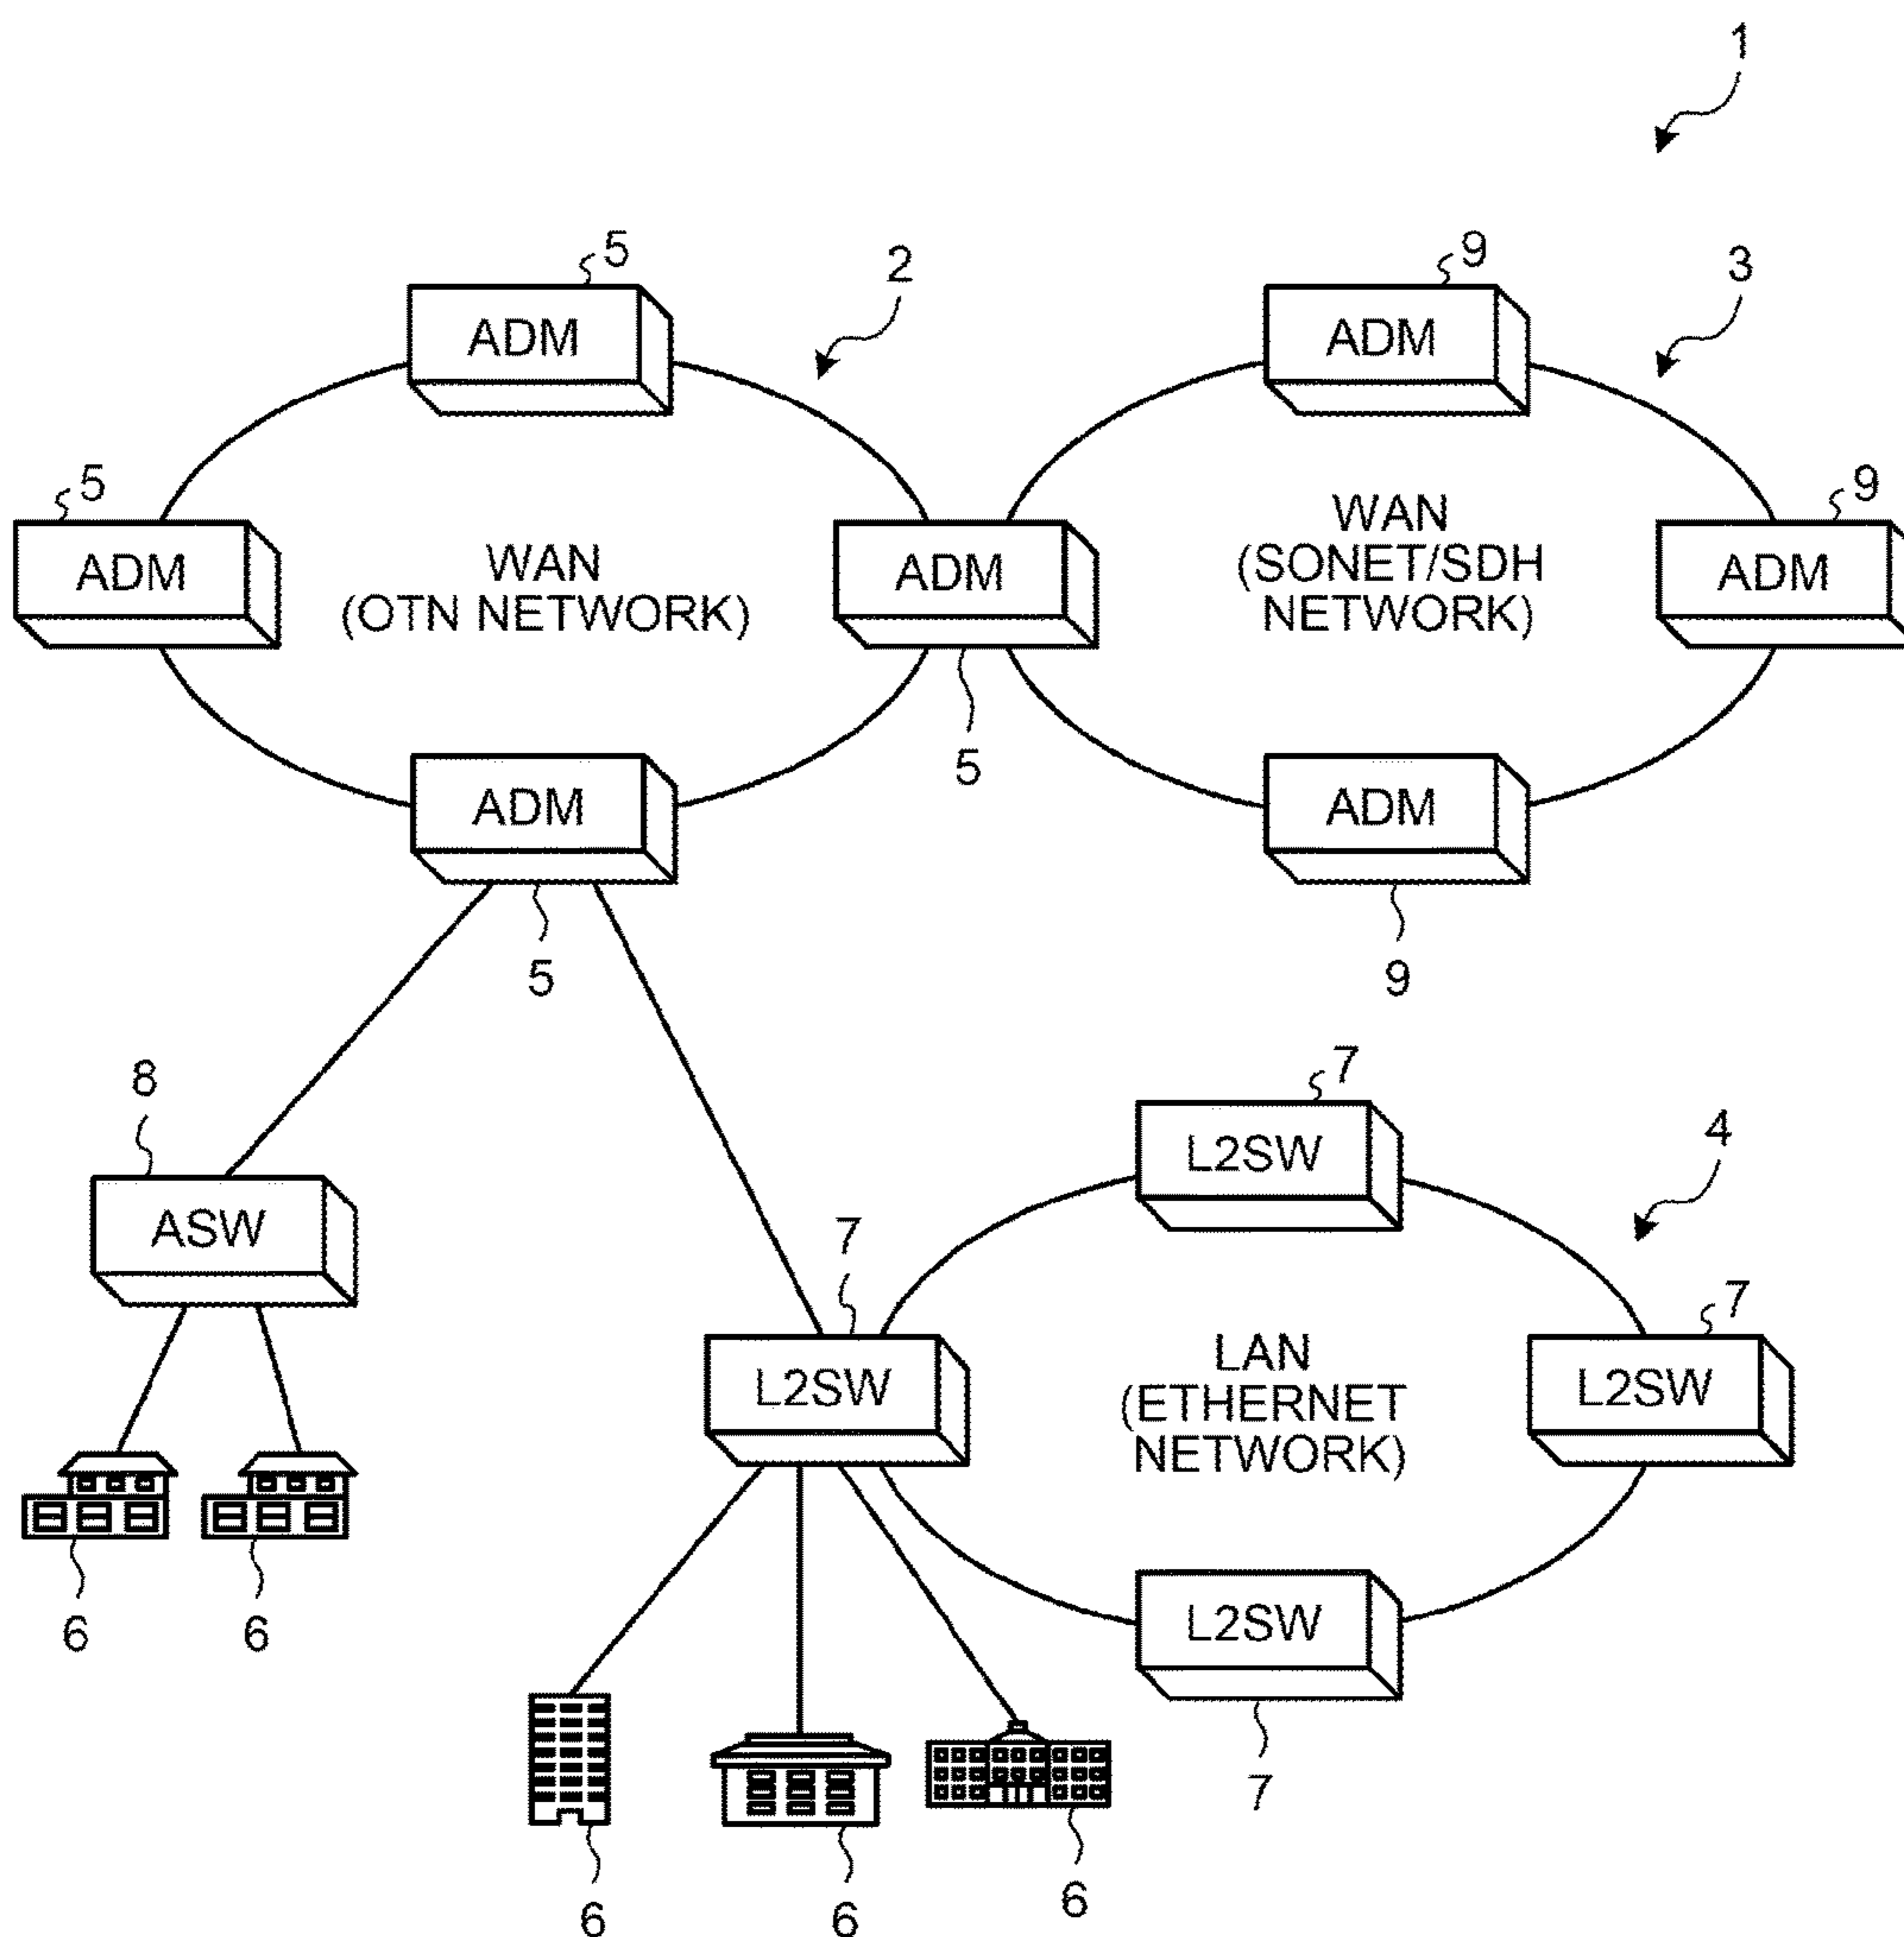 1
5
2
9
3
ADM
ADM
5
9
ADM
WAN
(OTN NETWORK)
ADM
WAN
(SONET/SDH
NETWORK)
ADM
5
ADM
ADM
5
9
8
7
4
L2SW
ASW
7
7
L2SW
LAN
(ETHERNET
NETWORK)
L2SW
6
6
L2SW
7
6
6
6